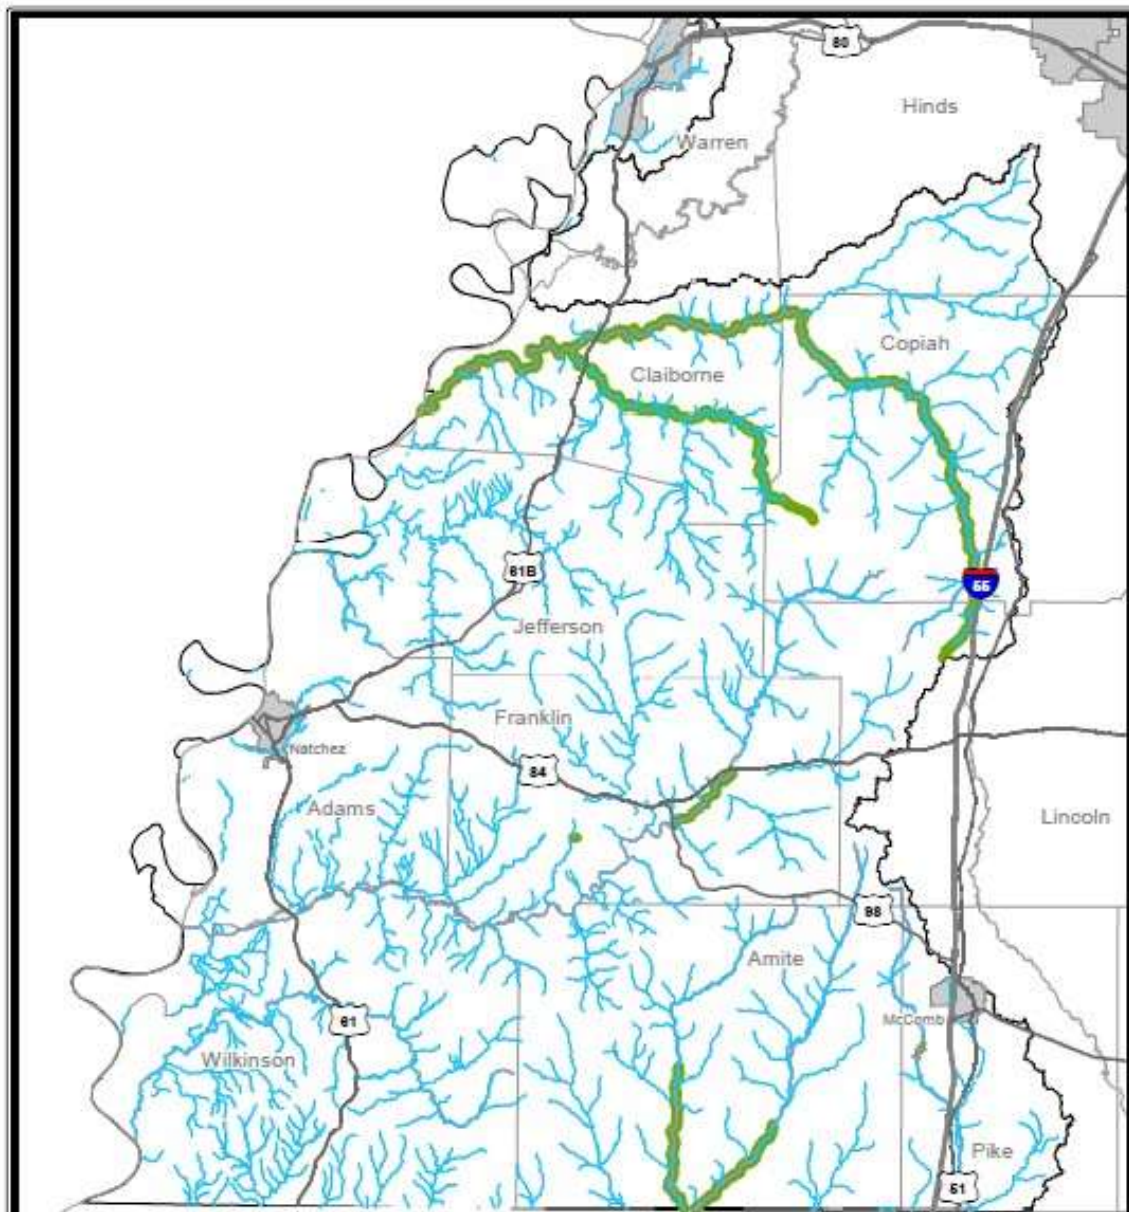 80
Hinds
Warren
Copiah
Claiborne
61B
55
Jefferson
Franklin
Natchez
84
Adams
Lincoln
98
Amite
McComb
61
Wilkinson
Pike
51